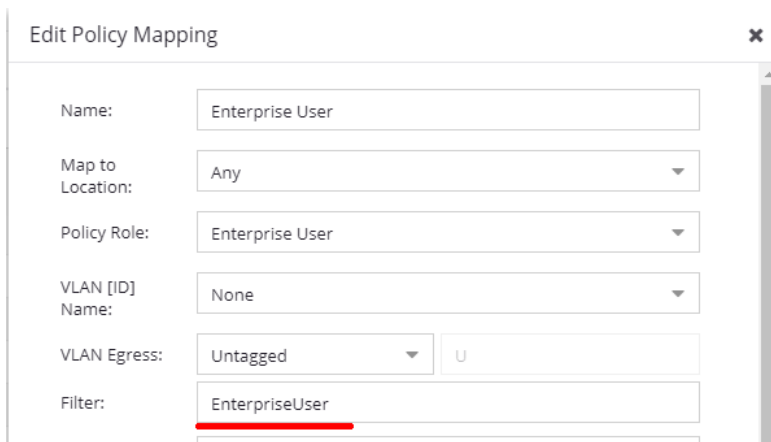 Edit Policy Mapping
Name: Enterprise User
Map to
Location: Any
Policy Role: Enterprise User
VLAN [ID]
Name: None
VLAN Egress: Untagged U
Filter: EnterpriseUser